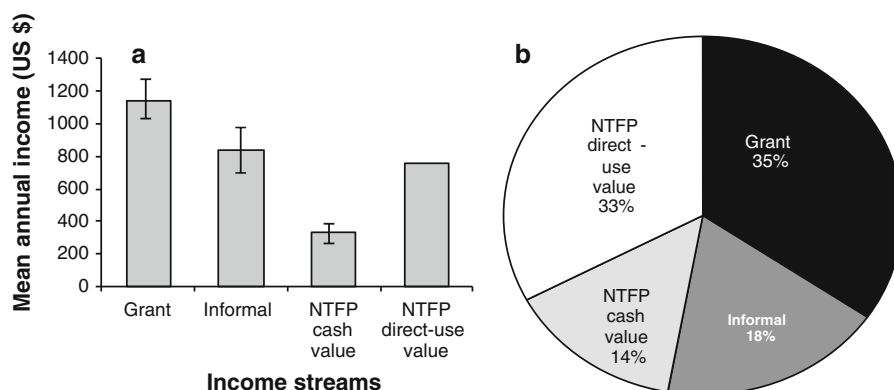 a
Mean annual income (US $)
1400
1200
1000
800
600
400
200
0
Grant
Informal
NTFP
cash
value
NTFP
direct-use
value
Income streams
b
NTFP
direct -
use
value
33%
Grant
35%
NTFP
cash
value
14%
Informal
18%